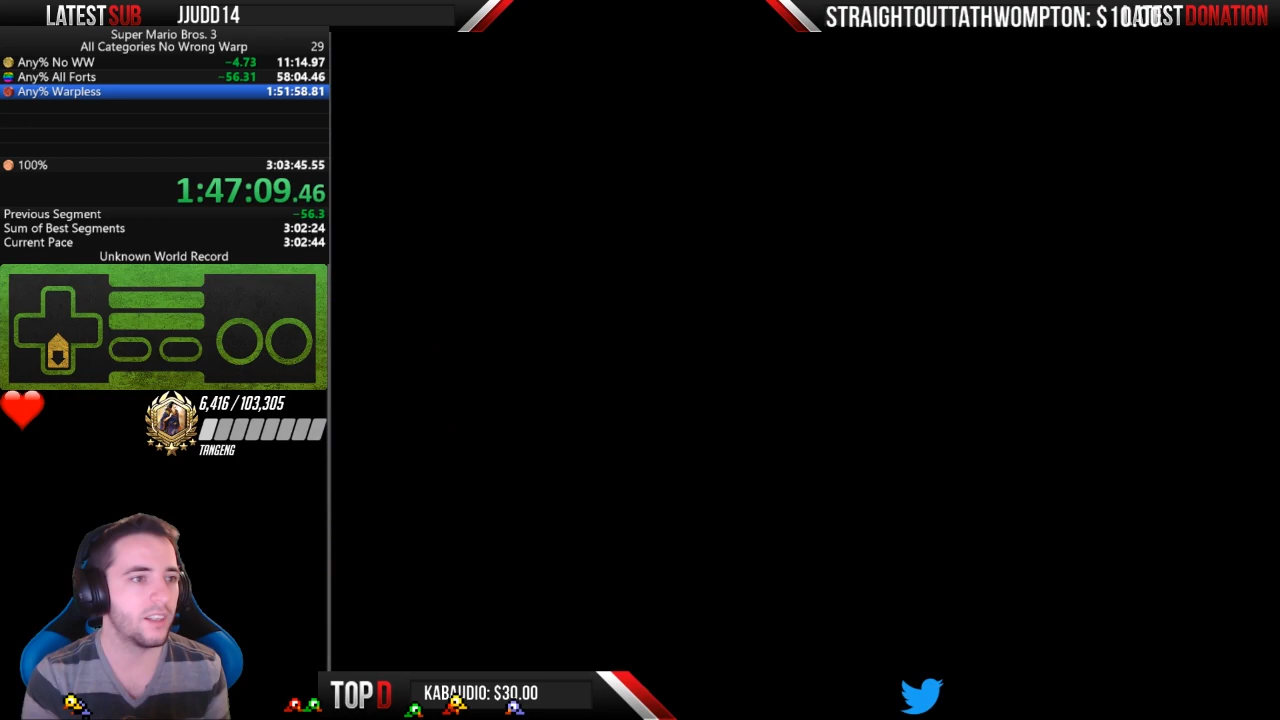 LATEST SUB JJUDD14
STRAIGHTOUTTATHWOMPTON: $10.00 LATEST DONATION
Super Mario Bros. 3
All Categories No Wrong Warp 29
Any% No WW -4.73 11:14.97
Any% All Forts -56.31 58:04.46
Any% Warpless 1:51:58.81
100% 3:03:45.55
1:47:09.46
Previous Segment -56.3
Sum of Best Segments 3:02:24
Current Pace 3:02:44
Unknown World Record
6,416 / 103,305
TANGENG
TOP D KABAUDIO: $30.00